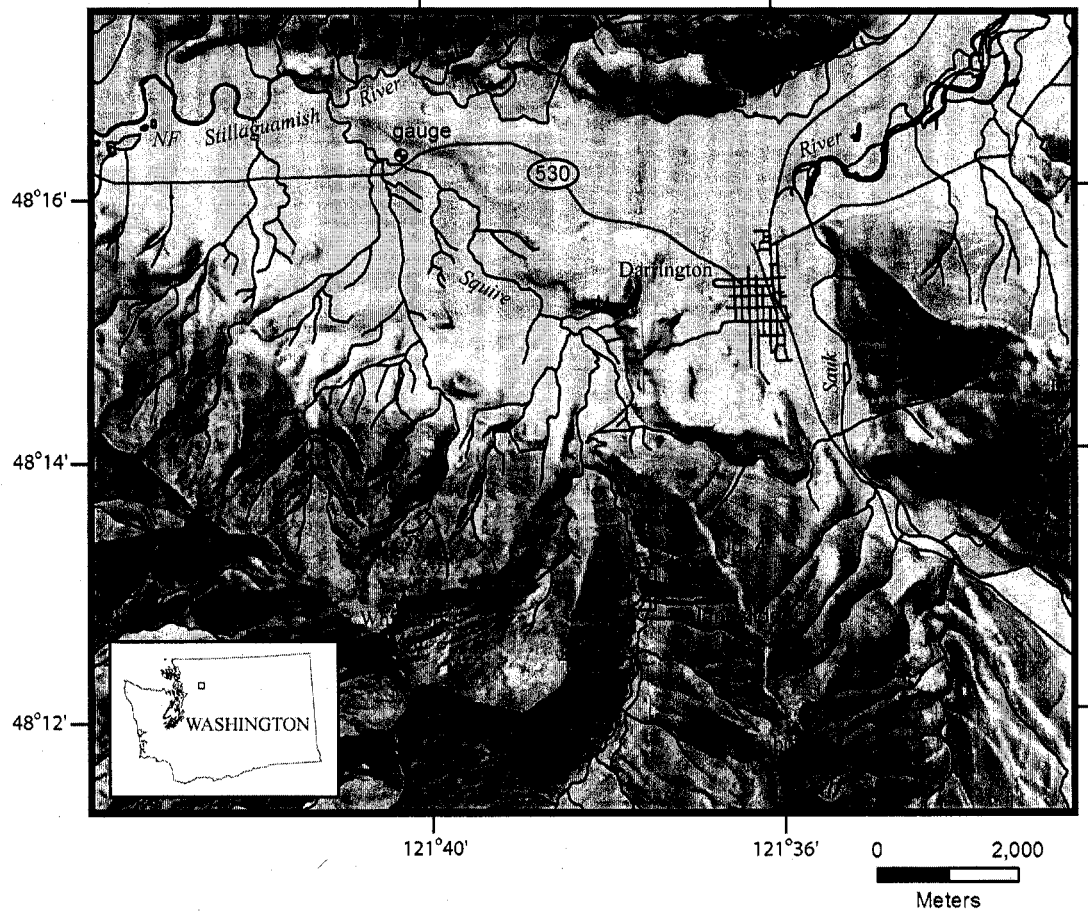 River
NF Stillaguamish
gauge
530
River
48°16'
Darrington
Squire
Sauk
48°14'
48°12'
WASHINGTON
121°40'
121°36'
0 2,000
Meters